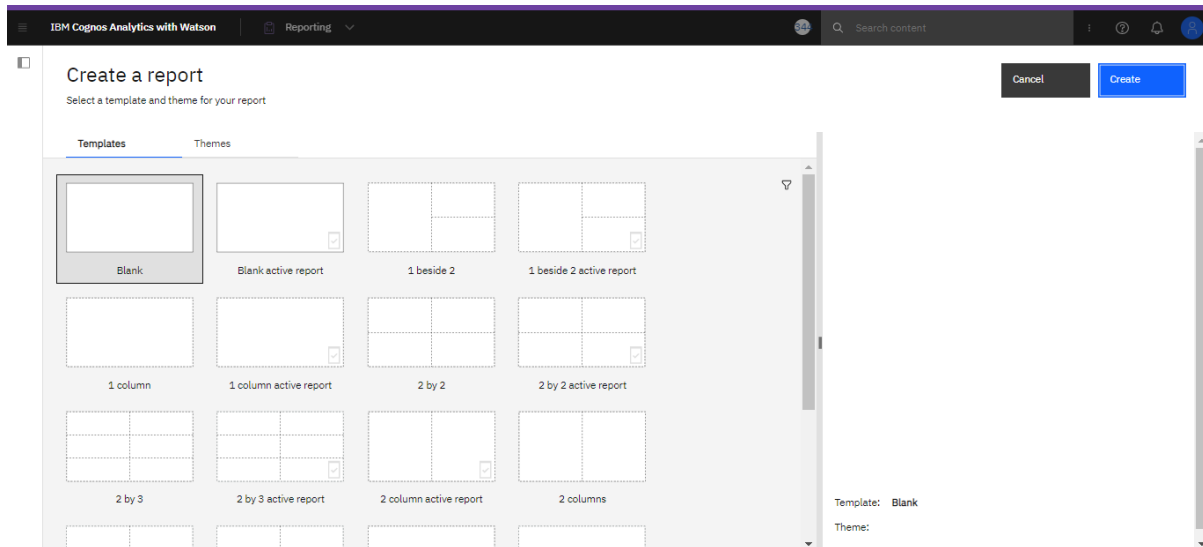 IBM Cognos Analytics with Watson
Reporting
344
Search content
Create a report
Select a template and theme for your report
Cancel
Create
Templates Themes
Blank Blank active report 1 beside 2 1 beside 2 active report
1 column 1 column active report 2 by 2 2 by 2 active report
2 by 3 2 by 3 active report 2 column active report 2 columns
Template: Blank
Theme: